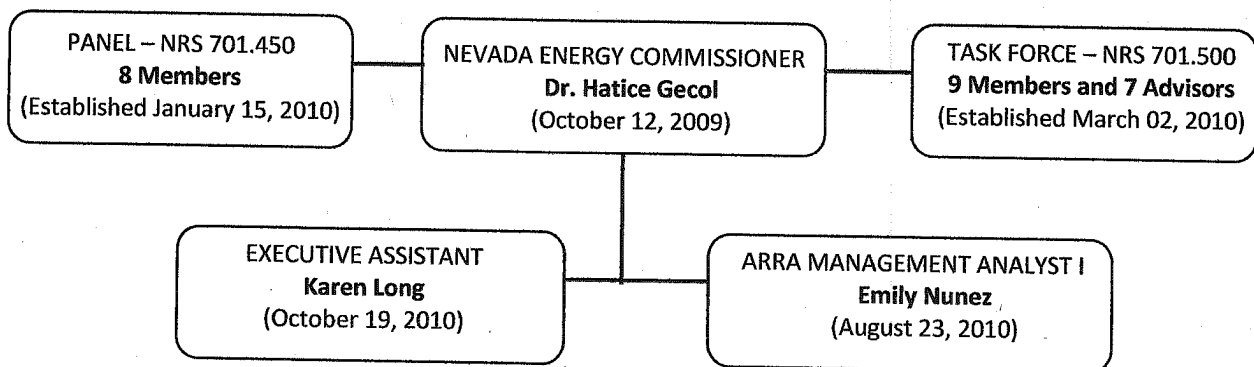 PANEL – NRS 701.450
8 Members
(Established January 15, 2010)
NEVADA ENERGY COMMISSIONER
Dr. Hatice Gecol
(October 12, 2009)
TASK FORCE – NRS 701.500
9 Members and 7 Advisors
(Established March 02, 2010)
EXECUTIVE ASSISTANT
Karen Long
(October 19, 2010)
ARRA MANAGEMENT ANALYST I
Emily Nunez
(August 23, 2010)